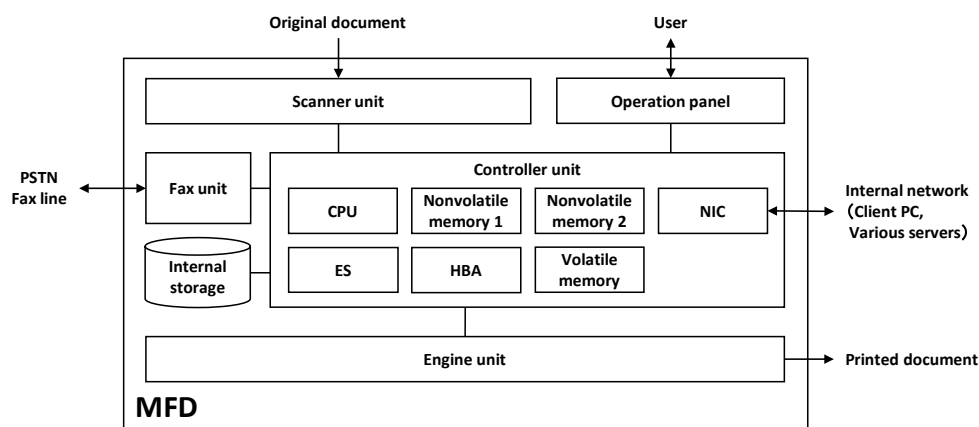 Original document
User
Scanner unit
Operation panel
Controller unit
PSTN
Fax line
Fax unit
CPU
Nonvolatile
memory 1
Nonvolatile
memory 2
NIC
Internal network
（Client PC,
Various servers）
Internal
storage
ES
HBA
Volatile
memory
Engine unit
Printed document
MFD